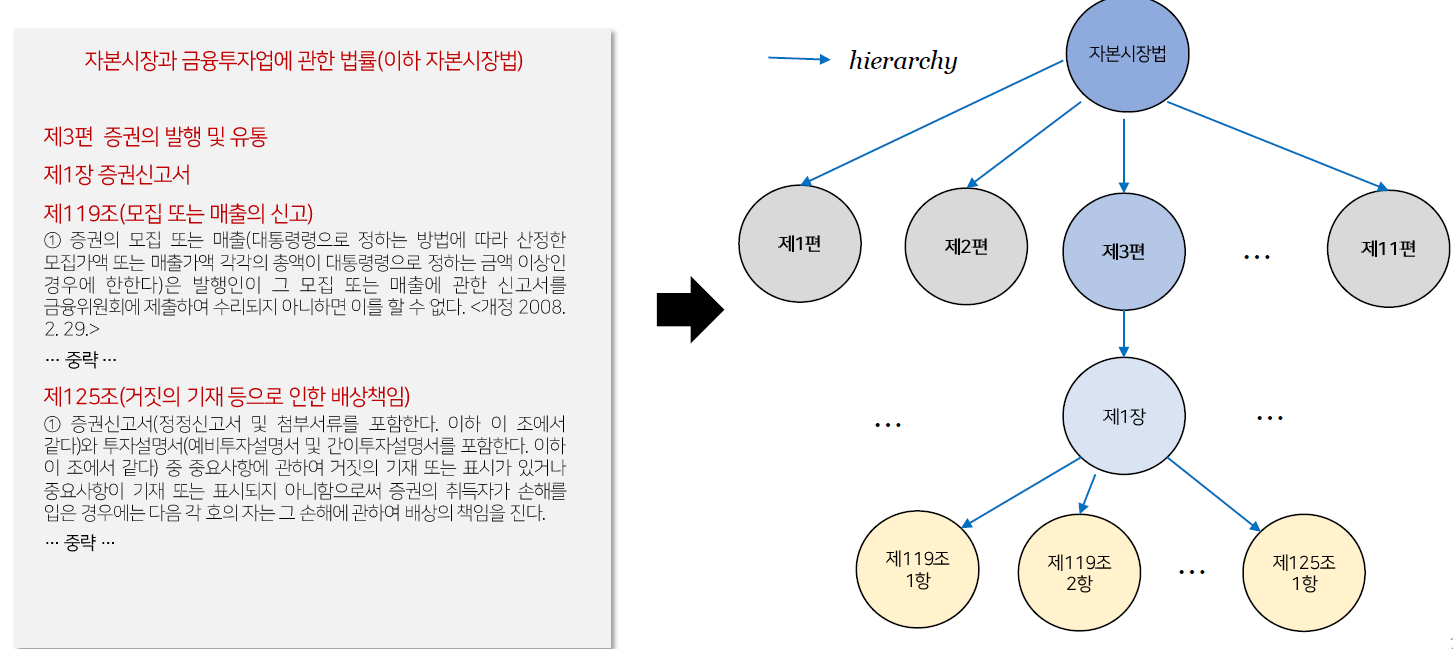 자본시장과 금융투자업에 관한 법률(이하 자본시장법)
제3편 증권의 발행 및 유통
제1장 증권신고서
제119조(모집 또는 매출의 신고)
① 증권의 모집 또는 매출(대통령령으로 정하는 방법에 따라 산정한
모집가액 또는 매출가액 각각의 총액이 대통령령으로 정하는 금액 이상인
경우에 한한다)은 발행인이 그 모집 또는 매출에 관한 신고서를
금융위원회에 제출하여 수리되지 아니하면 이를 할 수 없다. <개정 2008.
2. 29.>
… 중략 …
제125조(거짓의 기재 등으로 인한 배상책임)
① 증권신고서(정정신고서 및 첨부서류를 포함한다. 이하 이 조에서
같다)와 투자설명서(예비투자설명서 및 간이투자설명서를 포함한다. 이하
이 조에서 같다) 중 중요사항에 관하여 거짓의 기재 또는 표시가 있거나
중요사항이 기재 또는 표시되지 아니함으로써 증권의 취득자가 손해를
입은 경우에는 다음 각 호의 자는 그 손해에 관하여 배상의 책임을 진다.
… 중략 …
hierarchy
자본시장법
제1편
제2편
제3편
…
제11편
…
제1장
…
제119조
1항
제119조
2항
…
제125조
1항